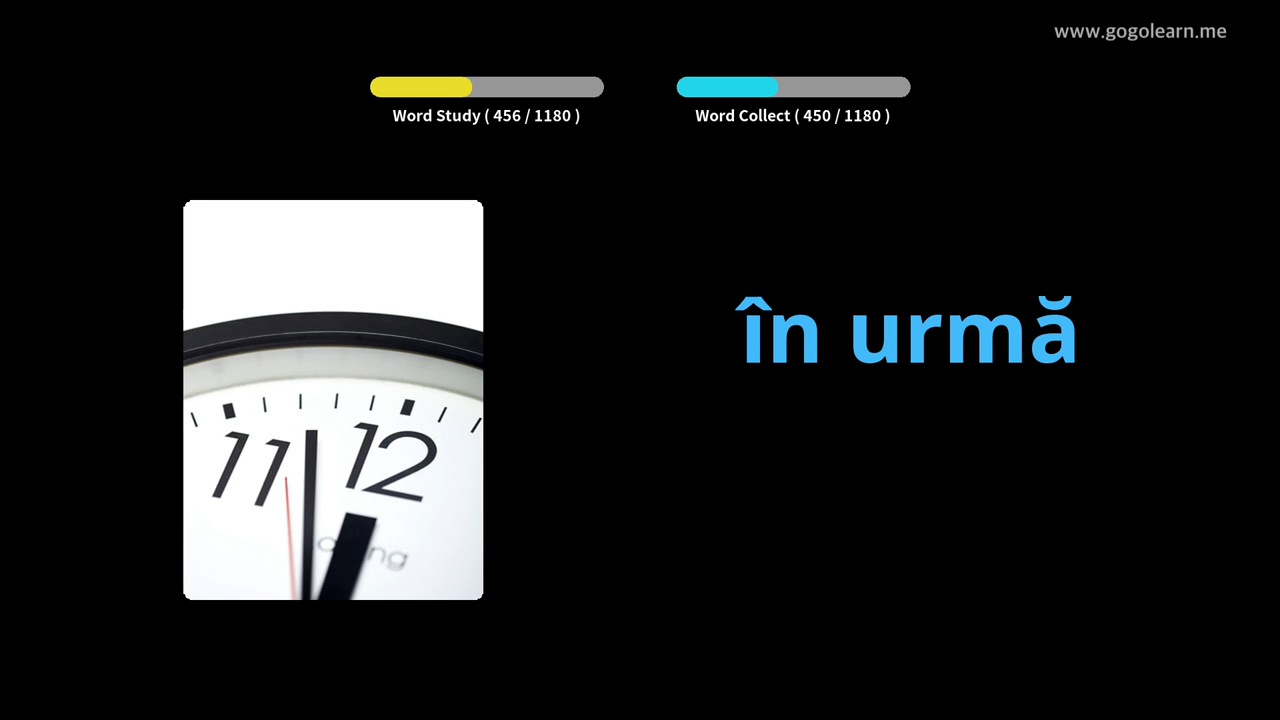 www.gogolearn.me
Word Study ( 456 / 1180 )
Word Collect ( 450 / 1180 )
în urmă
11
12